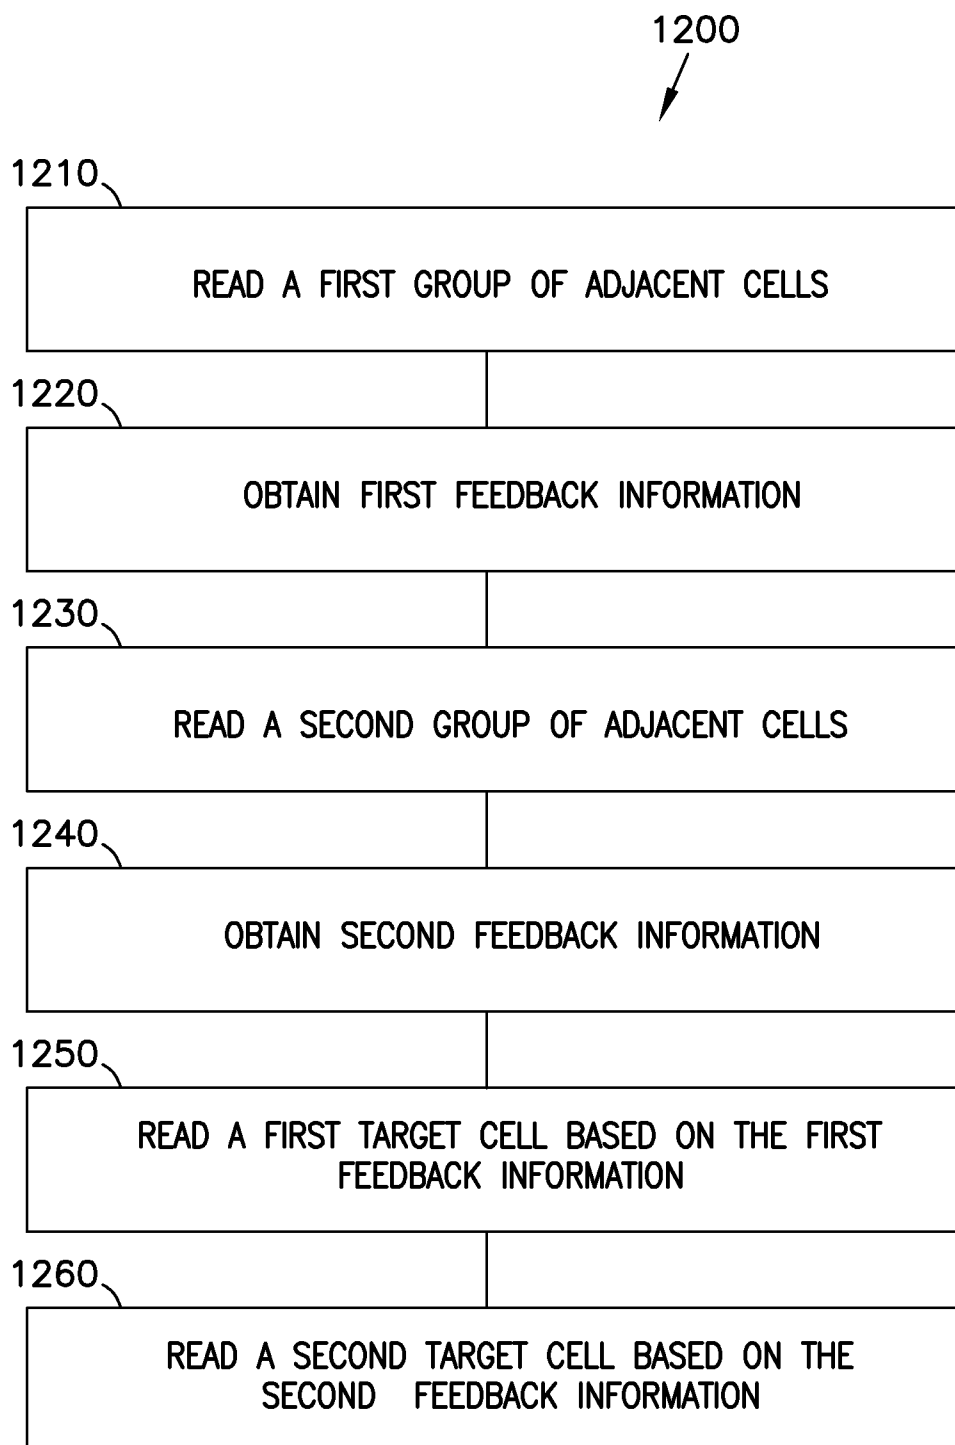 1200
1210
READ A FIRST GROUP OF ADJACENT CELLS
1220
OBTAIN FIRST FEEDBACK INFORMATION
1230
READ A SECOND GROUP OF ADJACENT CELLS
1240
OBTAIN SECOND FEEDBACK INFORMATION
1250
READ A FIRST TARGET CELL BASED ON THE FIRST
FEEDBACK INFORMATION
1260
READ A SECOND TARGET CELL BASED ON THE
SECOND FEEDBACK INFORMATION